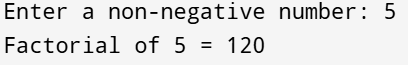 Enter a non-negative number: 5
Factorial of 5 = 120